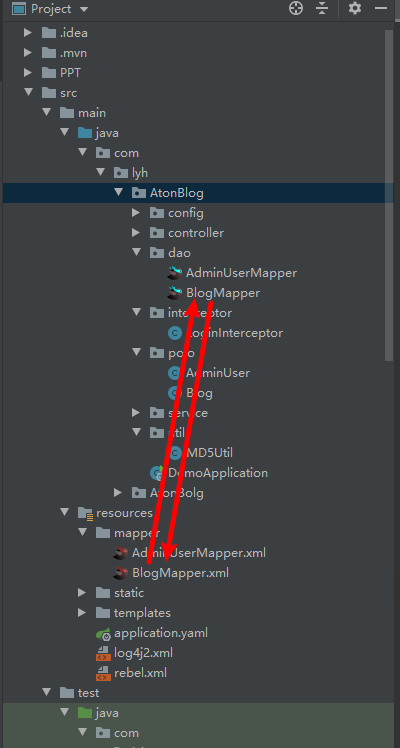 Project
.idea
.mvn
PPT
src
main
java
com
lyh
AtonBlog
config
controller
dao
AdminUserMapper
BlogMapper
interceptor
LoginInterceptor
pojo
AdminUser
Blog
service
util
MD5Util
DemoApplication
AtonBolg
resources
mapper
AdminUserMapper.xml
BlogMapper.xml
static
templates
application.yaml
log4j2.xml
rebel.xml
test
java
com